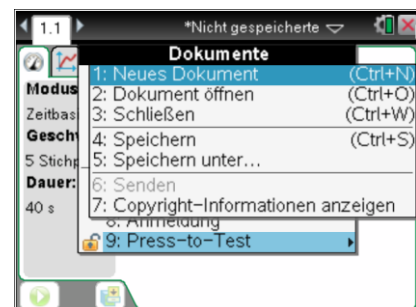 1.1
*Nicht gespeicherte
Dokumente
1: Neues Dokument (Ctrl+N)
2: Dokument öffnen (Ctrl+O)
3: Schließen (Ctrl+W)
4: Speichern (Ctrl+S)
5: Speichern unter...
6: Senden
7: Copyright-Informationen anzeigen
8: Anmeldung
9: Press-to-Test
Modus
Zeitbas
Geschw
5 Stichp
Dauer:
40 s